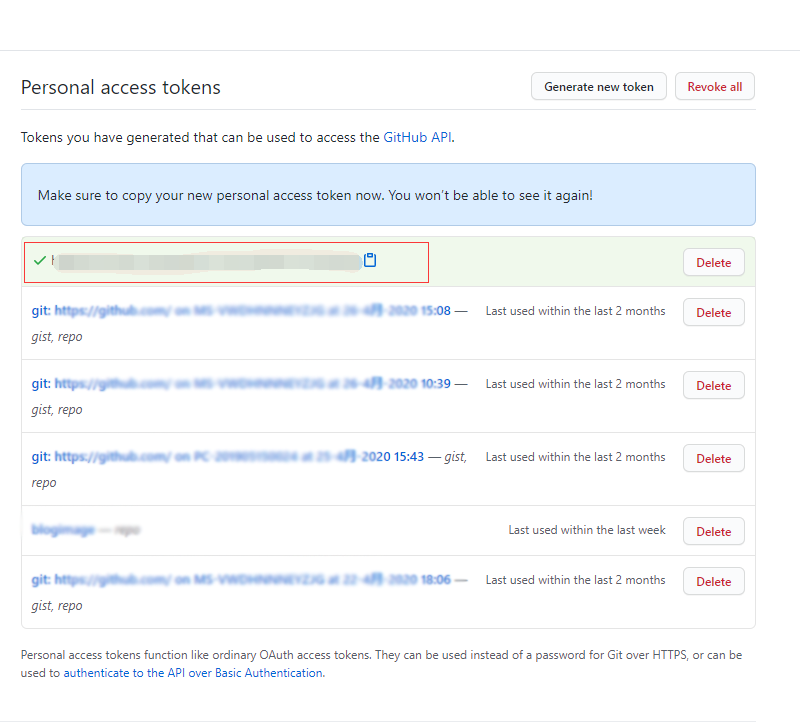 Personal access tokens
Generate new token
Revoke all
Tokens you have generated that can be used to access the GitHub API.
Make sure to copy your new personal access token now. You won’t be able to see it again!
Delete
git: https://github.com/ on MS-VWDHNNNEYZJG at 26-4月-2020 15:08 —
Last used within the last 2 months
Delete
gist, repo
git: https://github.com/ on MS-VWDHNNNEYZJG at 26-4月-2020 10:39 —
Last used within the last 2 months
Delete
gist, repo
git: https://github.com/ on at 25-4月-2020 15:43 — gist,
Last used within the last 2 months
Delete
repo
blogimage — repo
Last used within the last week
Delete
git: https://github.com/ on MS-VWDHNNNEYZJG at 22-4月-2020 18:06 —
Last used within the last 2 months
Delete
gist, repo
Personal access tokens function like ordinary OAuth access tokens. They can be used instead of a password for Git over HTTPS, or can be
used to authenticate to the API over Basic Authentication.